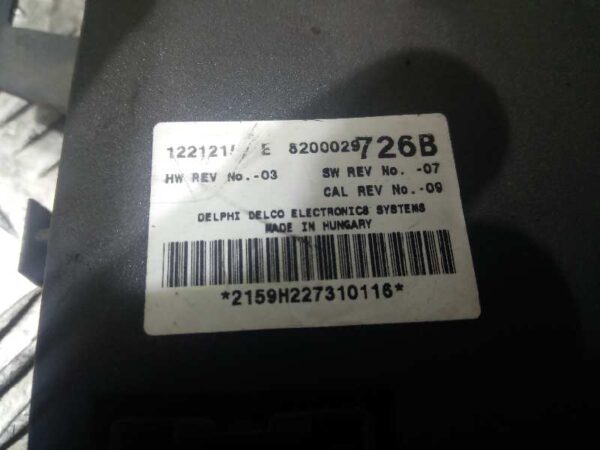 E 8200029726B
HW REV No.-03 SW REV No. -07
CAL REV No.-09
DELPHI DELCO ELECTRONICS SYSTEMS
MADE IN HUNGARY
*2159H227310116*